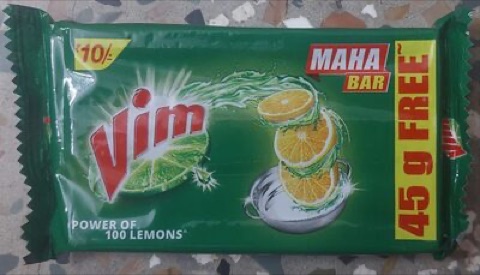 ₹10/-
MAHA
BAR
Vim
45 g FREE~
POWER OF
100 LEMONS^